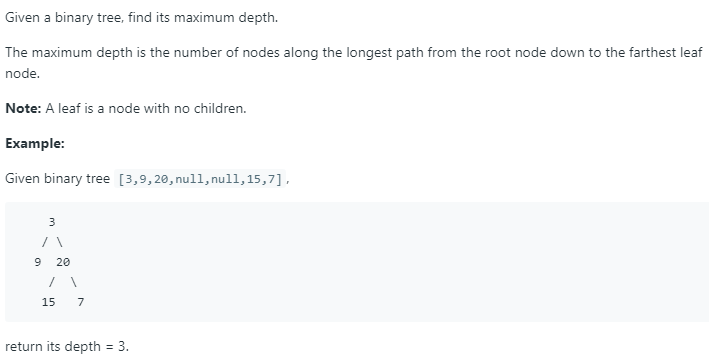 Given a binary tree, find its maximum depth.
The maximum depth is the number of nodes along the longest path from the root node down to the farthest leaf
node.
Note: A leaf is a node with no children.
Example:
Given binary tree [3,9,20,null,null,15,7],
3
/ \
9 20
/ \
15 7
return its depth = 3.